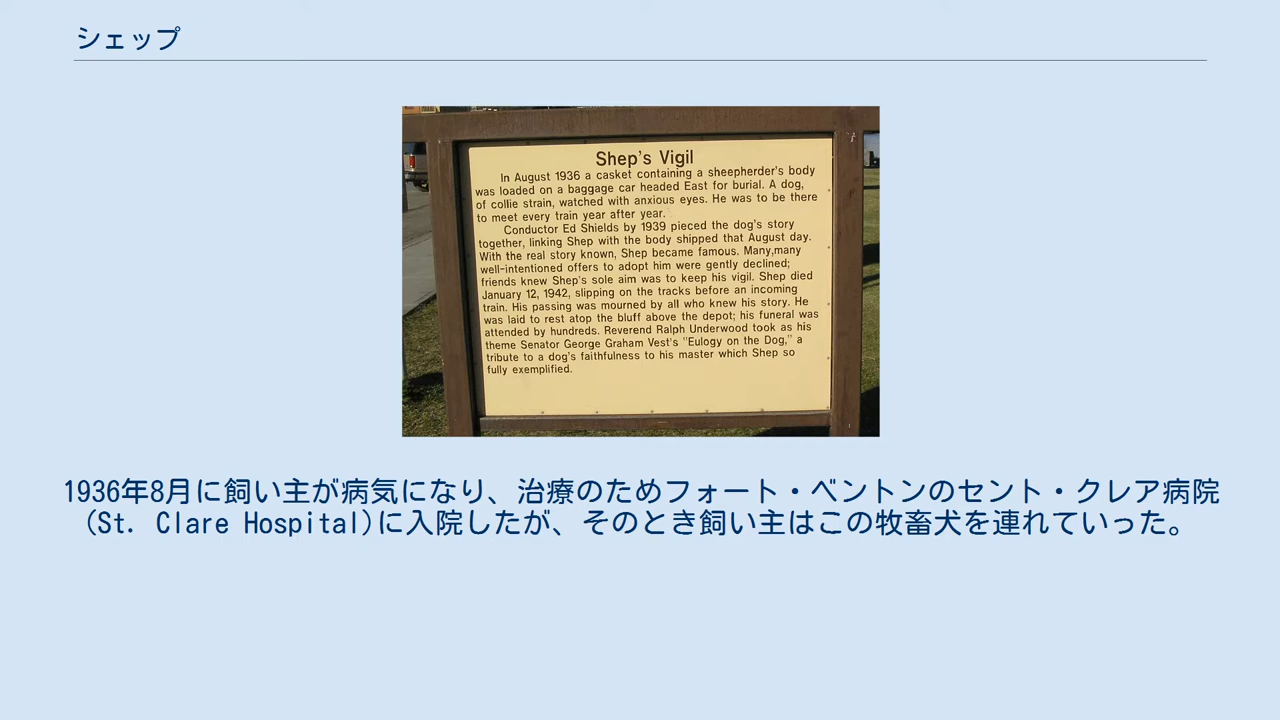 シェップ
Shep's Vigil
In August 1936 a casket containing a sheepherder's body
was loaded on a baggage car headed East for burial. A dog,
of collie strain, watched with anxious eyes. He was to be there
to meet every train year after year.
Conductor Ed Shields by 1939 pieced the dog's story
together, linking Shep with the body shipped that August day.
With the real story known, Shep became famous. Many,many
well-intentioned offers to adopt him were gently declined;
friends knew Shep's sole aim was to keep his vigil. Shep died
January 12, 1942, slipping on the tracks before an incoming
train. His passing was mourned by all who knew his story. He
was laid to rest atop the bluff above the depot; his funeral was
attended by hundreds. Reverend Ralph Underwood took as his
theme Senator George Graham Vest's "Eulogy on the Dog," a
tribute to a dog's faithfulness to his master which Shep so
fully exemplified.
1936年8月に飼い主が病気になり、治療のためフォート・ベントンのセント・クレア病院
(St. Clare Hospital)に入院したが、そのとき飼い主はこの牧畜犬を連れていった。